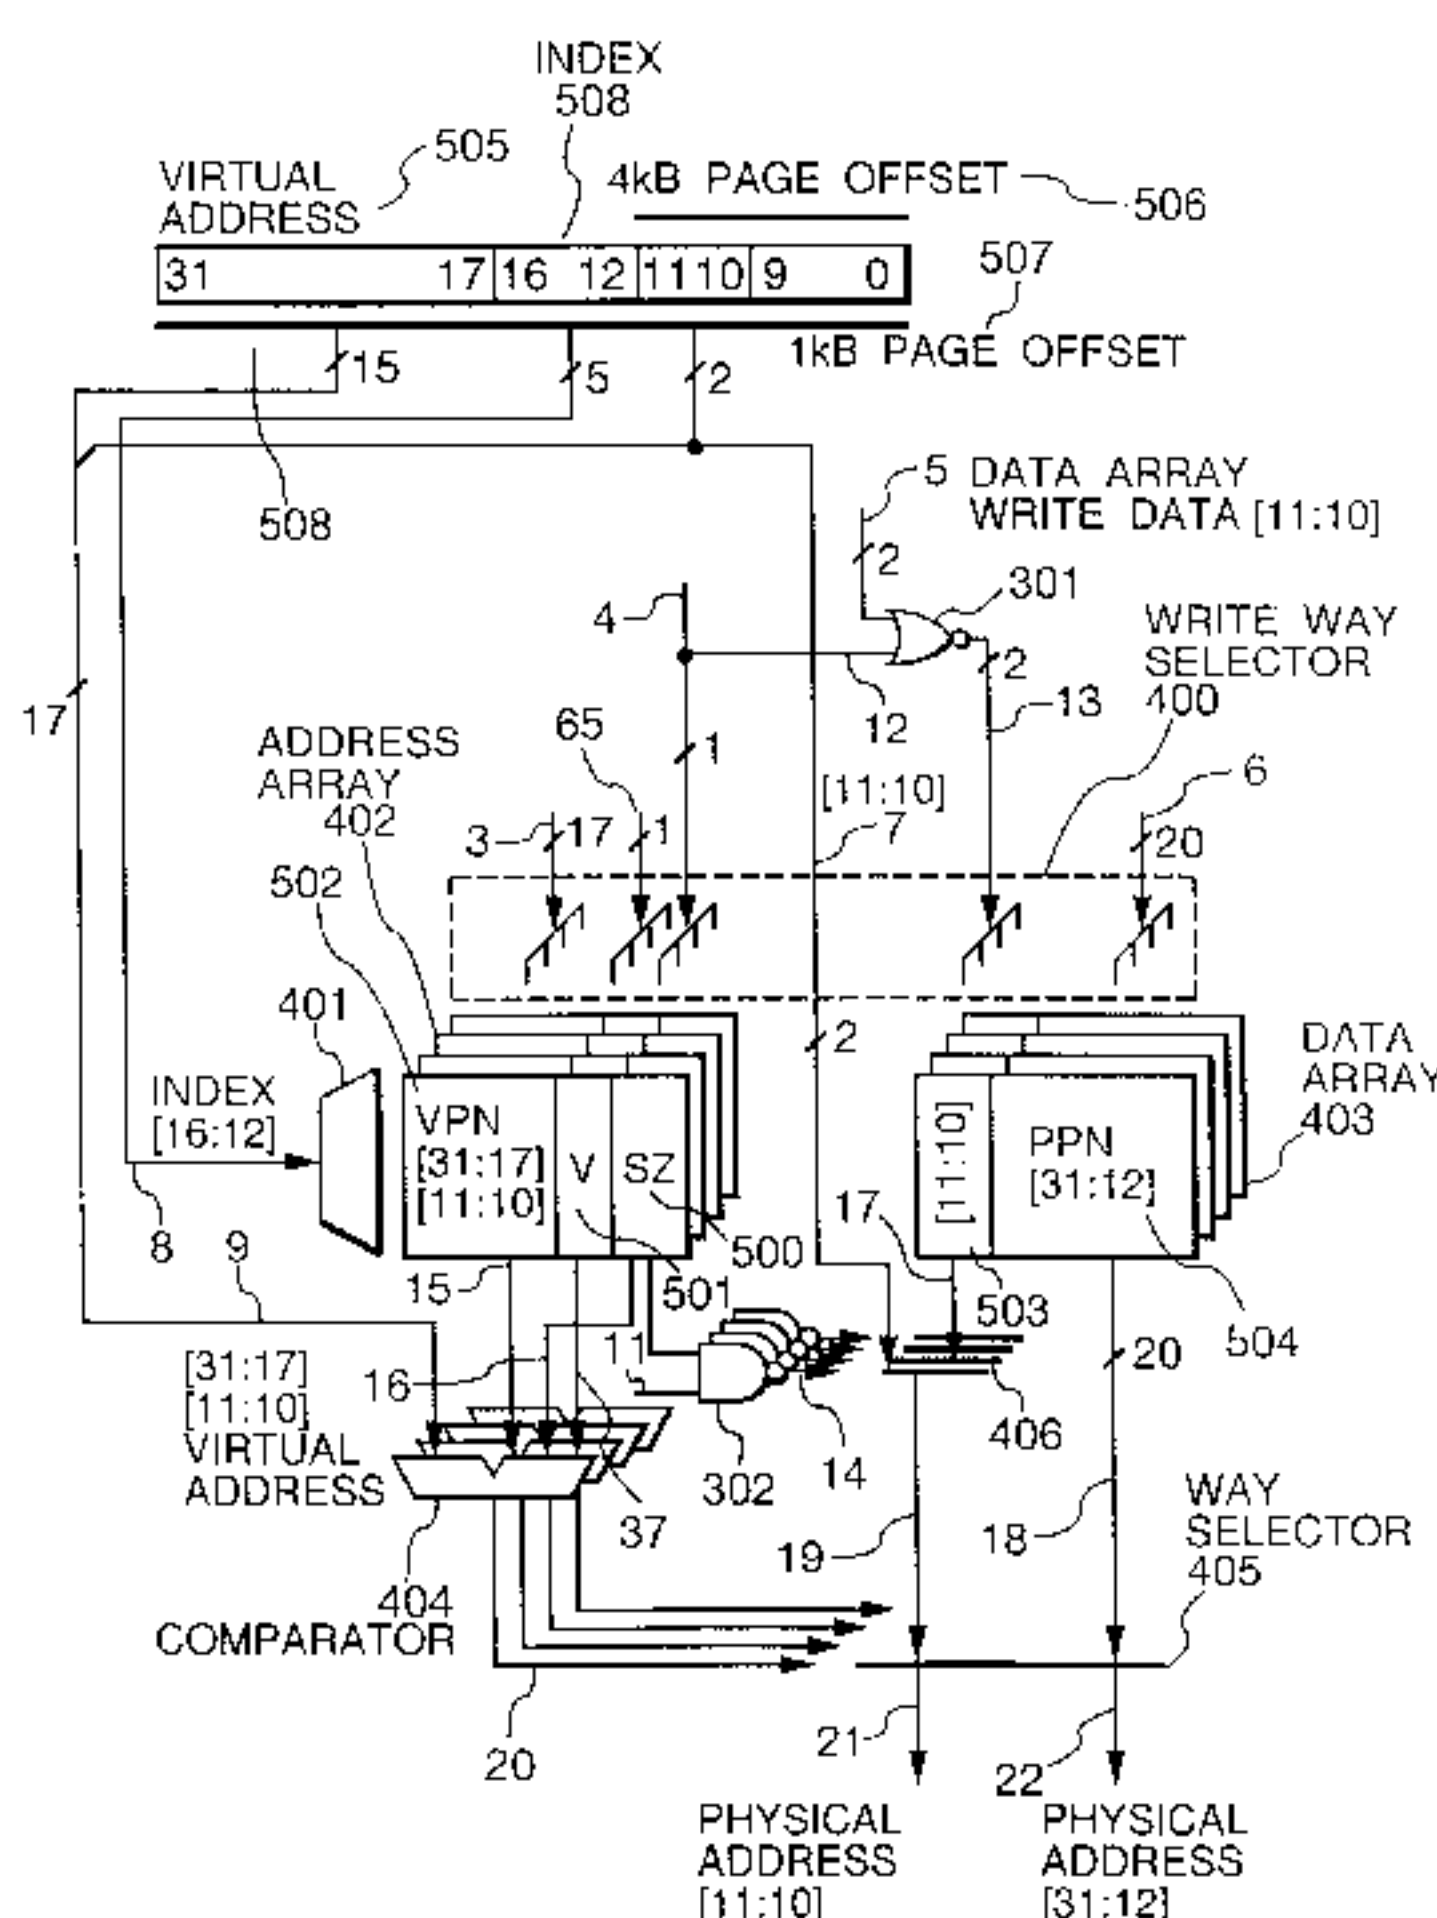 INDEX
508
VIRTUAL
ADDRESS
505
4kB PAGE OFFSET
506
31 17 16 12 11 10 9 0
507
1kB PAGE OFFSET
15
5
2
508
5
DATA ARRAY
WRITE DATA [11:10]
2
301
4
WRITE WAY
SELECTOR
400
2
12
13
17
65
ADDRESS
ARRAY
402
1
[11:10]
7
6
3
17
1
20
502
401
2
DATA
ARRAY
403
INDEX
[16:12]
VPN
[31:17]
[11:10]
V
SZ
[11:10]
PPN
[31:12]
8
9
15
501
500
17
503
504
11
20
[31:17]
[11:10]
VIRTUAL
ADDRESS
16
406
302
14
37
19
18
WAY
SELECTOR
405
404
COMPARATOR
20
21
22
PHYSICAL
ADDRESS
[11:10]
PHYSICAL
ADDRESS
[31:12]